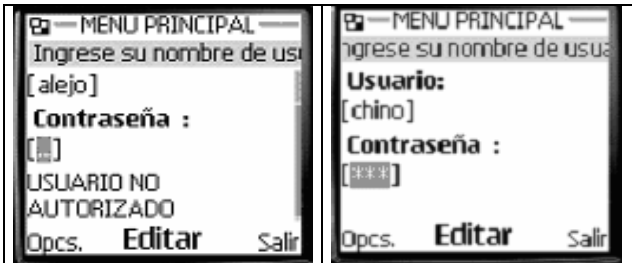 MENU PRINCIPAL
Ingrese su nombre de usu
[alejo]
Contraseña :
[_]
USUARIO NO
AUTORIZADO
Opcs. Editar Salir
MENU PRINCIPAL
ngrese su nombre de usua
Usuario:
[chino]
Contraseña :
[***]
Opcs. Editar Salir